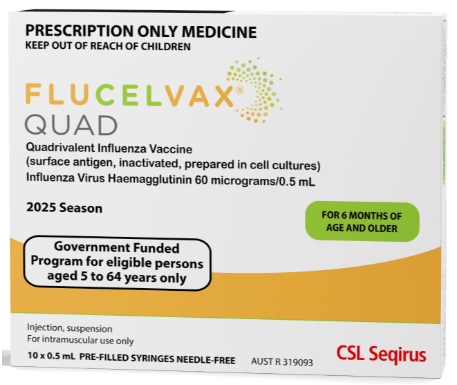 PRESCRIPTION ONLY MEDICINE
KEEP OUT OF REACH OF CHILDREN
FLUCELVAX®
QUAD
Quadrivalent Influenza Vaccine
(surface antigen, inactivated, prepared in cell cultures)
Influenza Virus Haemagglutinin 60 micrograms/0.5 mL
2025 Season
FOR 6 MONTHS OF
AGE AND OLDER
Government Funded
Program for eligible persons
aged 5 to 64 years only
Injection, suspension
For intramuscular use only
10 x 0.5 mL PRE-FILLED SYRINGES NEEDLE-FREE AUST R 319093
CSL Seqirus